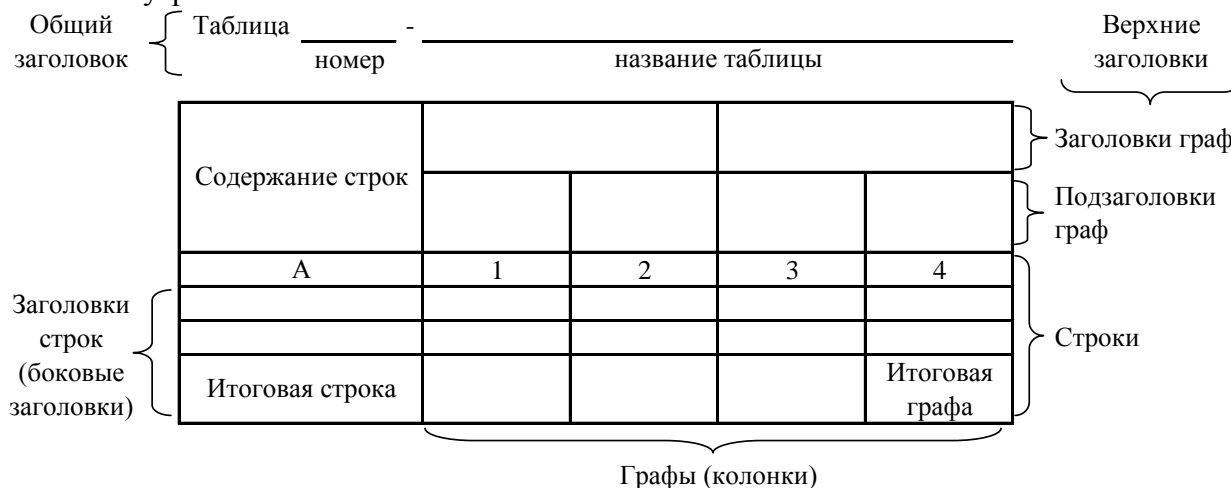 Общий
заголовок
Таблица -
номер
название таблицы
Верхние
заголовки
Содержание строк
Заголовки граф
Подзаголовки
граф
А 1 2 3 4
Заголовки
строк
(боковые
заголовки)
Строки
Итоговая строка
Итоговая
графа
Графы (колонки)